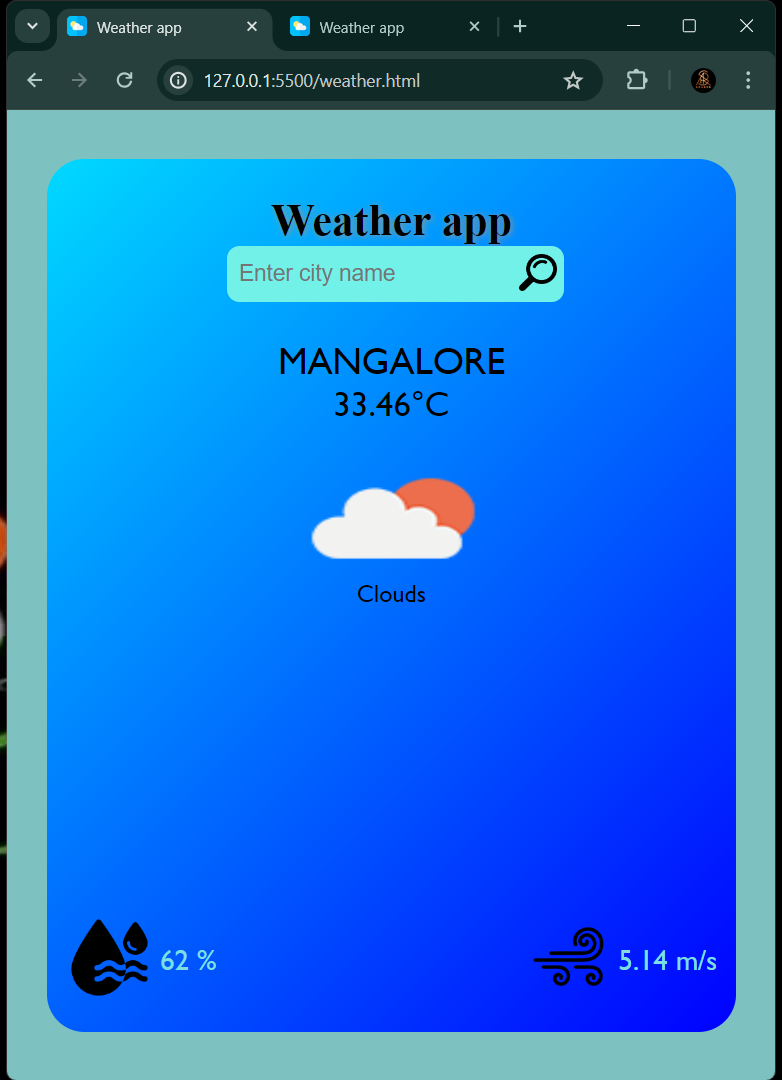 Weather app
Weather app
127.0.0.1:5500/weather.html
Weather app
Enter city name
MANGALORE
33.46°C
Clouds
62 %
5.14 m/s